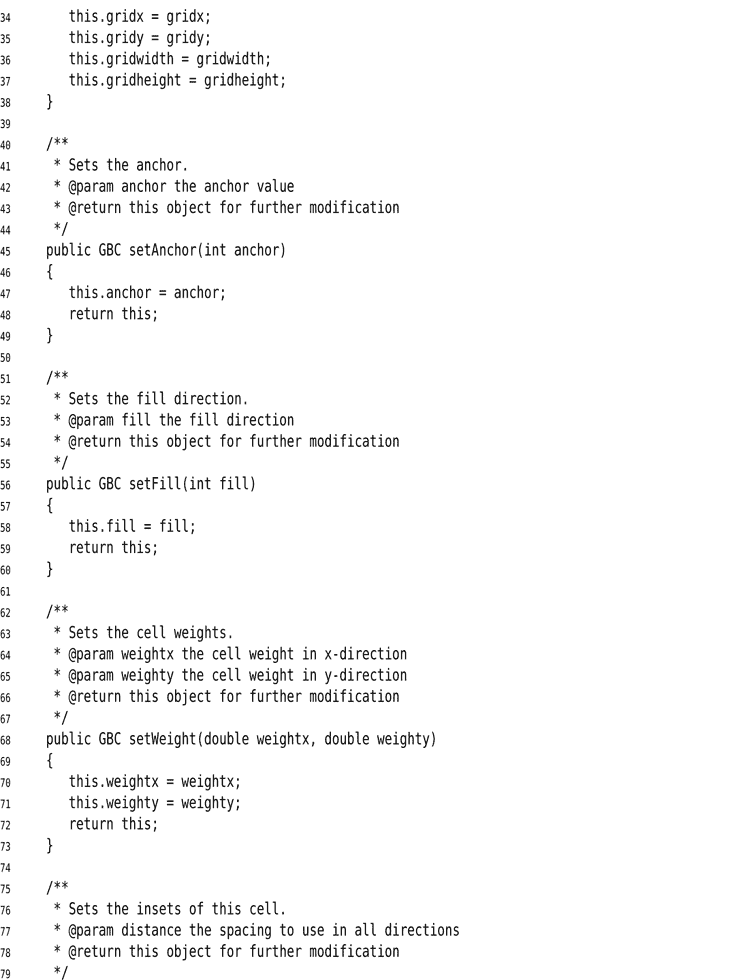 34 this.gridx = gridx;
35 this.gridy = gridy;
36 this.gridwidth = gridwidth;
37 this.gridheight = gridheight;
38 }
39
40 /**
41 * Sets the anchor.
42 * @param anchor the anchor value
43 * @return this object for further modification
44 */
45 public GBC setAnchor(int anchor)
46 {
47 this.anchor = anchor;
48 return this;
49 }
50
51 /**
52 * Sets the fill direction.
53 * @param fill the fill direction
54 * @return this object for further modification
55 */
56 public GBC setFill(int fill)
57 {
58 this.fill = fill;
59 return this;
60 }
61
62 /**
63 * Sets the cell weights.
64 * @param weightx the cell weight in x-direction
65 * @param weighty the cell weight in y-direction
66 * @return this object for further modification
67 */
68 public GBC setWeight(double weightx, double weighty)
69 {
70 this.weightx = weightx;
71 this.weighty = weighty;
72 return this;
73 }
74
75 /**
76 * Sets the insets of this cell.
77 * @param distance the spacing to use in all directions
78 * @return this object for further modification
79 */